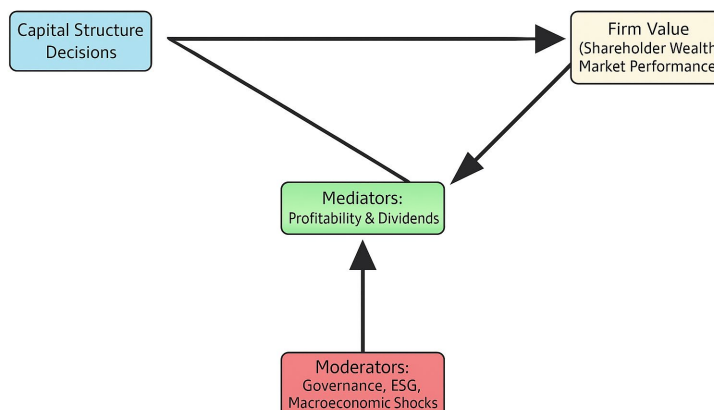 Capital Structure
Decisions
Firm Value
(Shareholder Wealth
Market Performance
Mediators:
Profitability & Dividends
Moderators:
Governance, ESG,
Macroeconomic Shocks